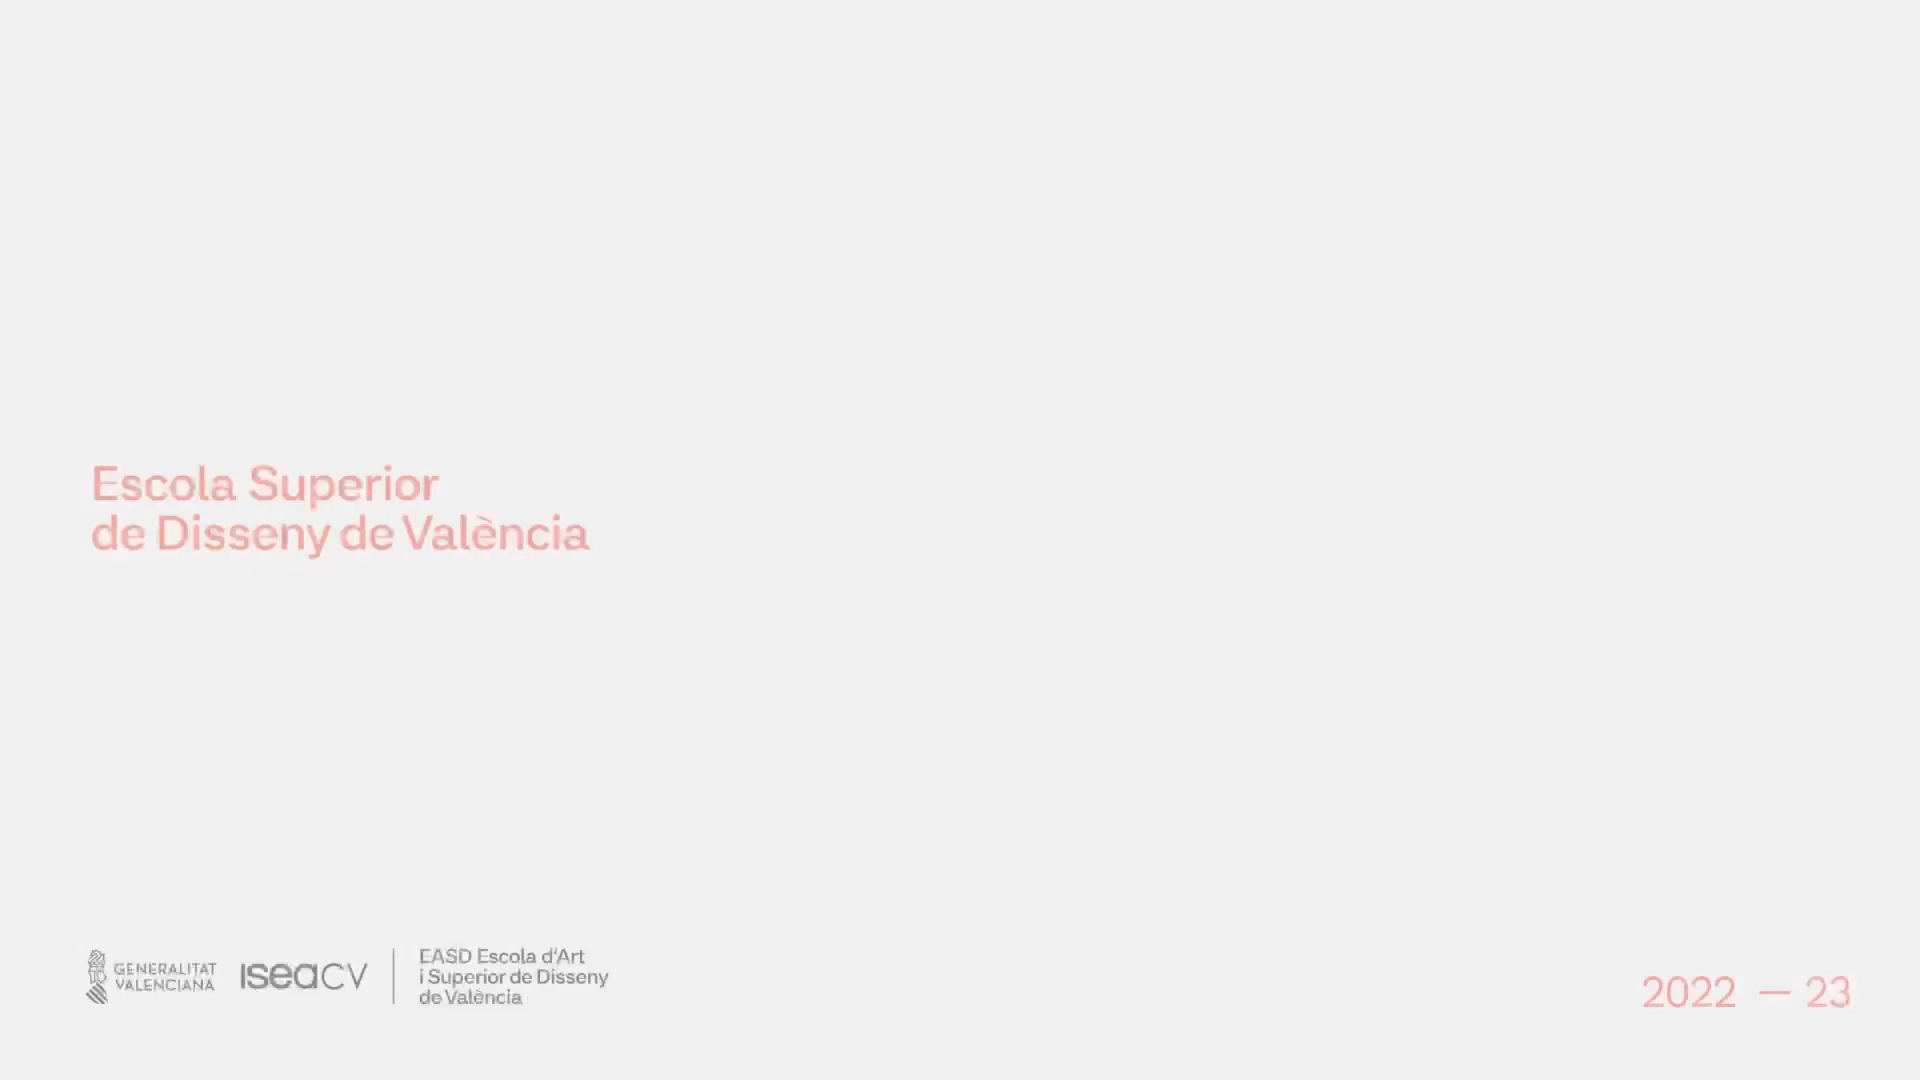 Escola Superior
de Disseny de València
GENERALITAT
VALENCIANA
ISeaCV
EASD Escola d'Art
i Superior de Disseny
de València
2022 — 23